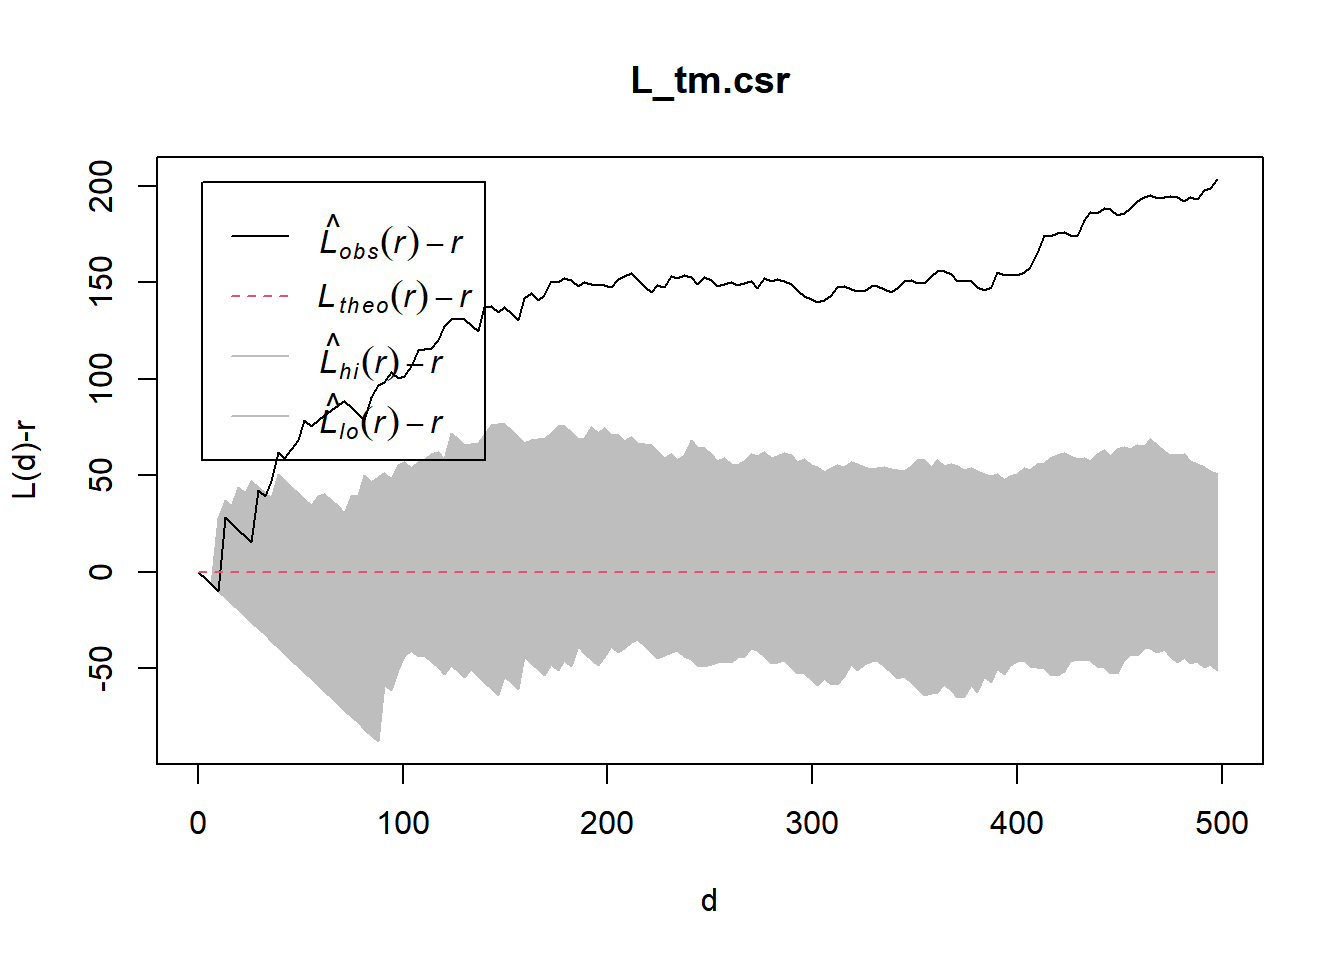 L_tm.csr
L(d)-r
200
150
100
50
0
-50
L̂obs(r) − r
Ltheo(r) − r
L̂hi(r) − r
L̂lo(r) − r
0 100 200 300 400 500
d